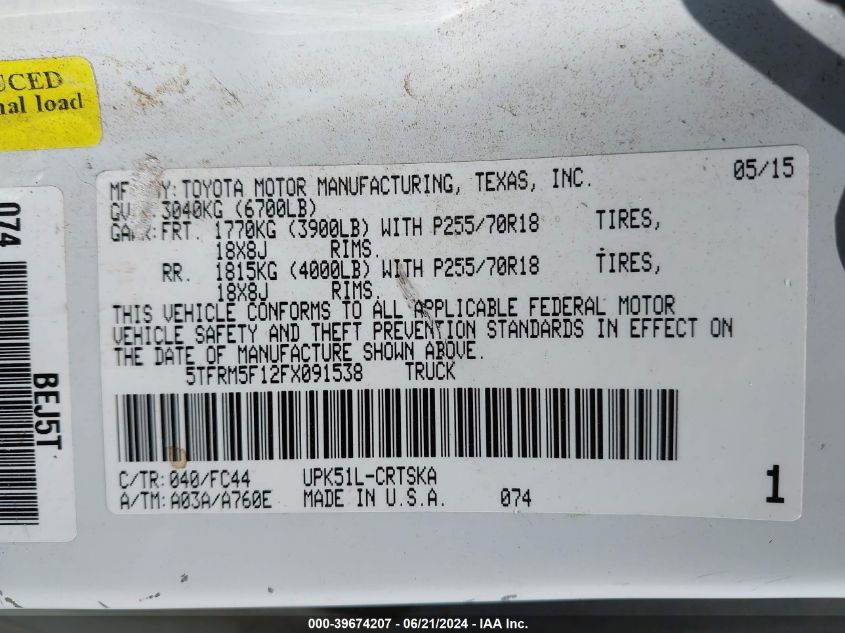 UCED
nal load
MF Y: TOYOTA MOTOR MANUFACTURING, TEXAS, INC. 05/15
GV 3040KG (6700LB)
GA R: FRT. 1770KG (3900LB) WITH P255/70R18 TIRES,
18X8J RIMS.
RR. 1815KG (4000LB) WITH P255/70R18 TIRES,
18X8J RIMS.
THIS VEHICLE CONFORMS TO ALL APPLICABLE FEDERAL MOTOR
VEHICLE SAFETY AND THEFT PREVENTION STANDARDS IN EFFECT ON
THE DATE OF MANUFACTURE SHOWN ABOVE.
5TFRM5F12FX091538 TRUCK
C/TR: 040/FC44 UPK51L-CRTSKA
A/TM: A03A/A760E MADE IN U.S.A. 074 1
074
BEJ5T
000-39674207 - 06/21/2024 - IAA Inc.